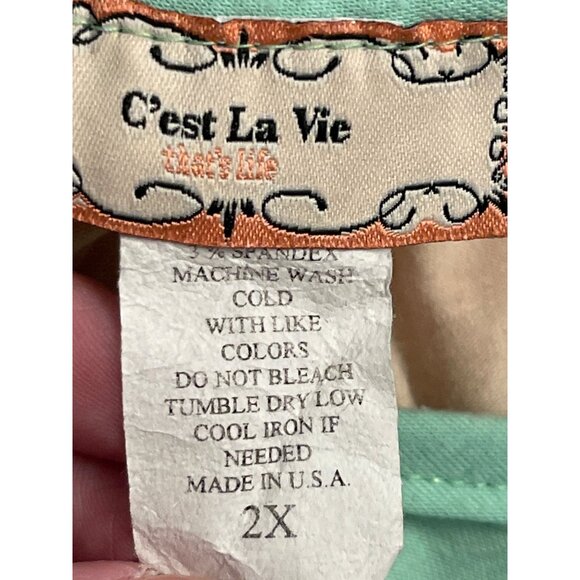 C'est La Vie
that's life
3% SPANDEX
MACHINE WASH
COLD
WITH LIKE
COLORS
DO NOT BLEACH
TUMBLE DRY LOW
COOL IRON IF
NEEDED
MADE IN U.S.A.
2X